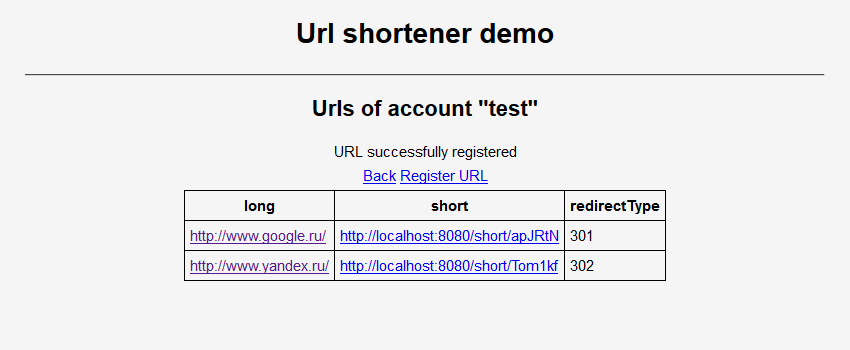 Url shortener demo
Urls of account "test"
URL successfully registered
Back Register URL
long short redirectType
http://www.google.ru/ http://localhost:8080/short/apJRtN 301
http://www.yandex.ru/ http://localhost:8080/short/Tom1kf 302